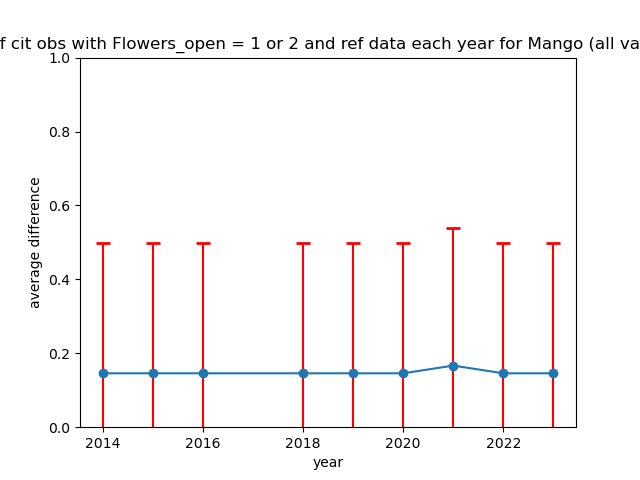 f cit obs with Flowers_open = 1 or 2 and ref data each year for Mango (all va
1.0
0.8
0.6
0.4
0.2
0.0
average difference
2014 2016 2018 2020 2022
year